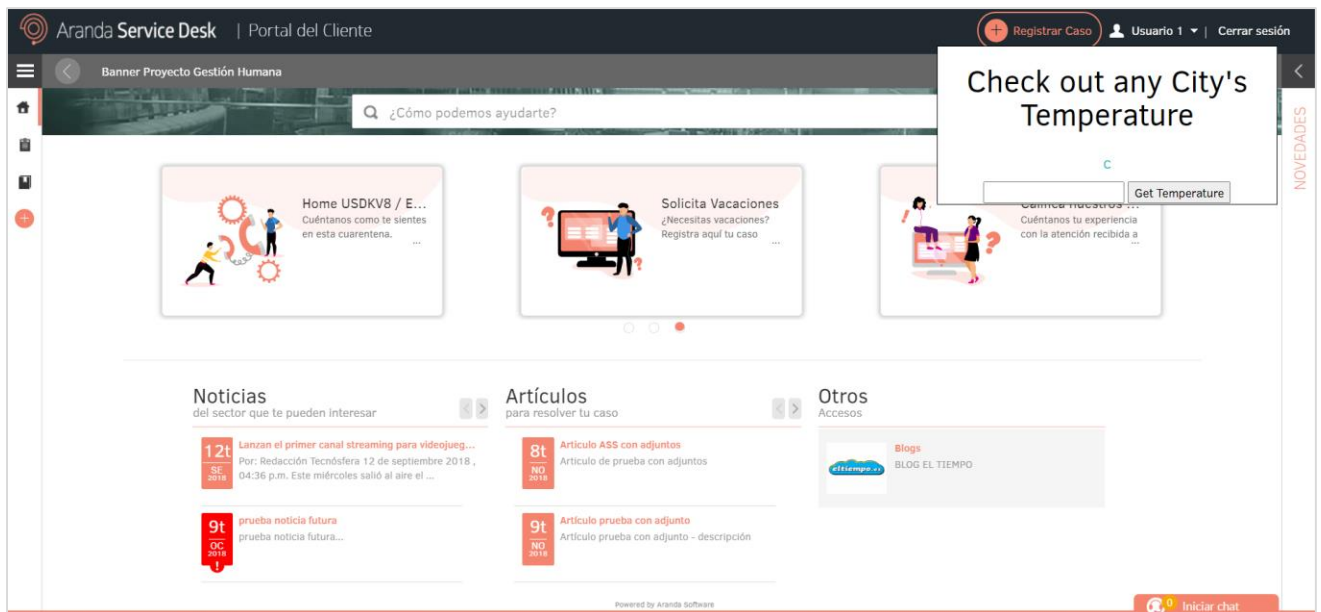 Aranda Service Desk | Portal del Cliente
+ Registrar Caso
Usuario 1
| Cerrar sesión
Banner Proyecto Gestión Humana
¿Cómo podemos ayudarte?
Check out any City's
Temperature
c
Get Temperature
NOVEDADES
Home USDKV8 / E...
Cuéntanos como te sientes
en esta cuarentena.
...
Solicita Vacaciones
¿Necesitas vacaciones?
Registra aquí tu caso
...
Cuéntanos tu experiencia
con la atención recibida a
...
Noticias
del sector que te pueden interesar
12t
SE
2018
Lanzan el primer canal streaming para videojueg...
Por: Redacción Tecnósfera 12 de septiembre 2018 ,
04:36 p.m. Este miércoles salió al aire el ...
9t
OC
2018
!
prueba noticia futura
prueba noticia futura...
Artículos
para resolver tu caso
8t
NO
2018
Articulo ASS con adjuntos
Articulo de prueba con adjuntos
9t
NO
2018
Artículo prueba con adjunto
Artículo prueba con adjunto - descripción
Otros
Accesos
eltiempo
Blogs
BLOG EL TIEMPO
Powered by Aranda Software
0
Iniciar chat